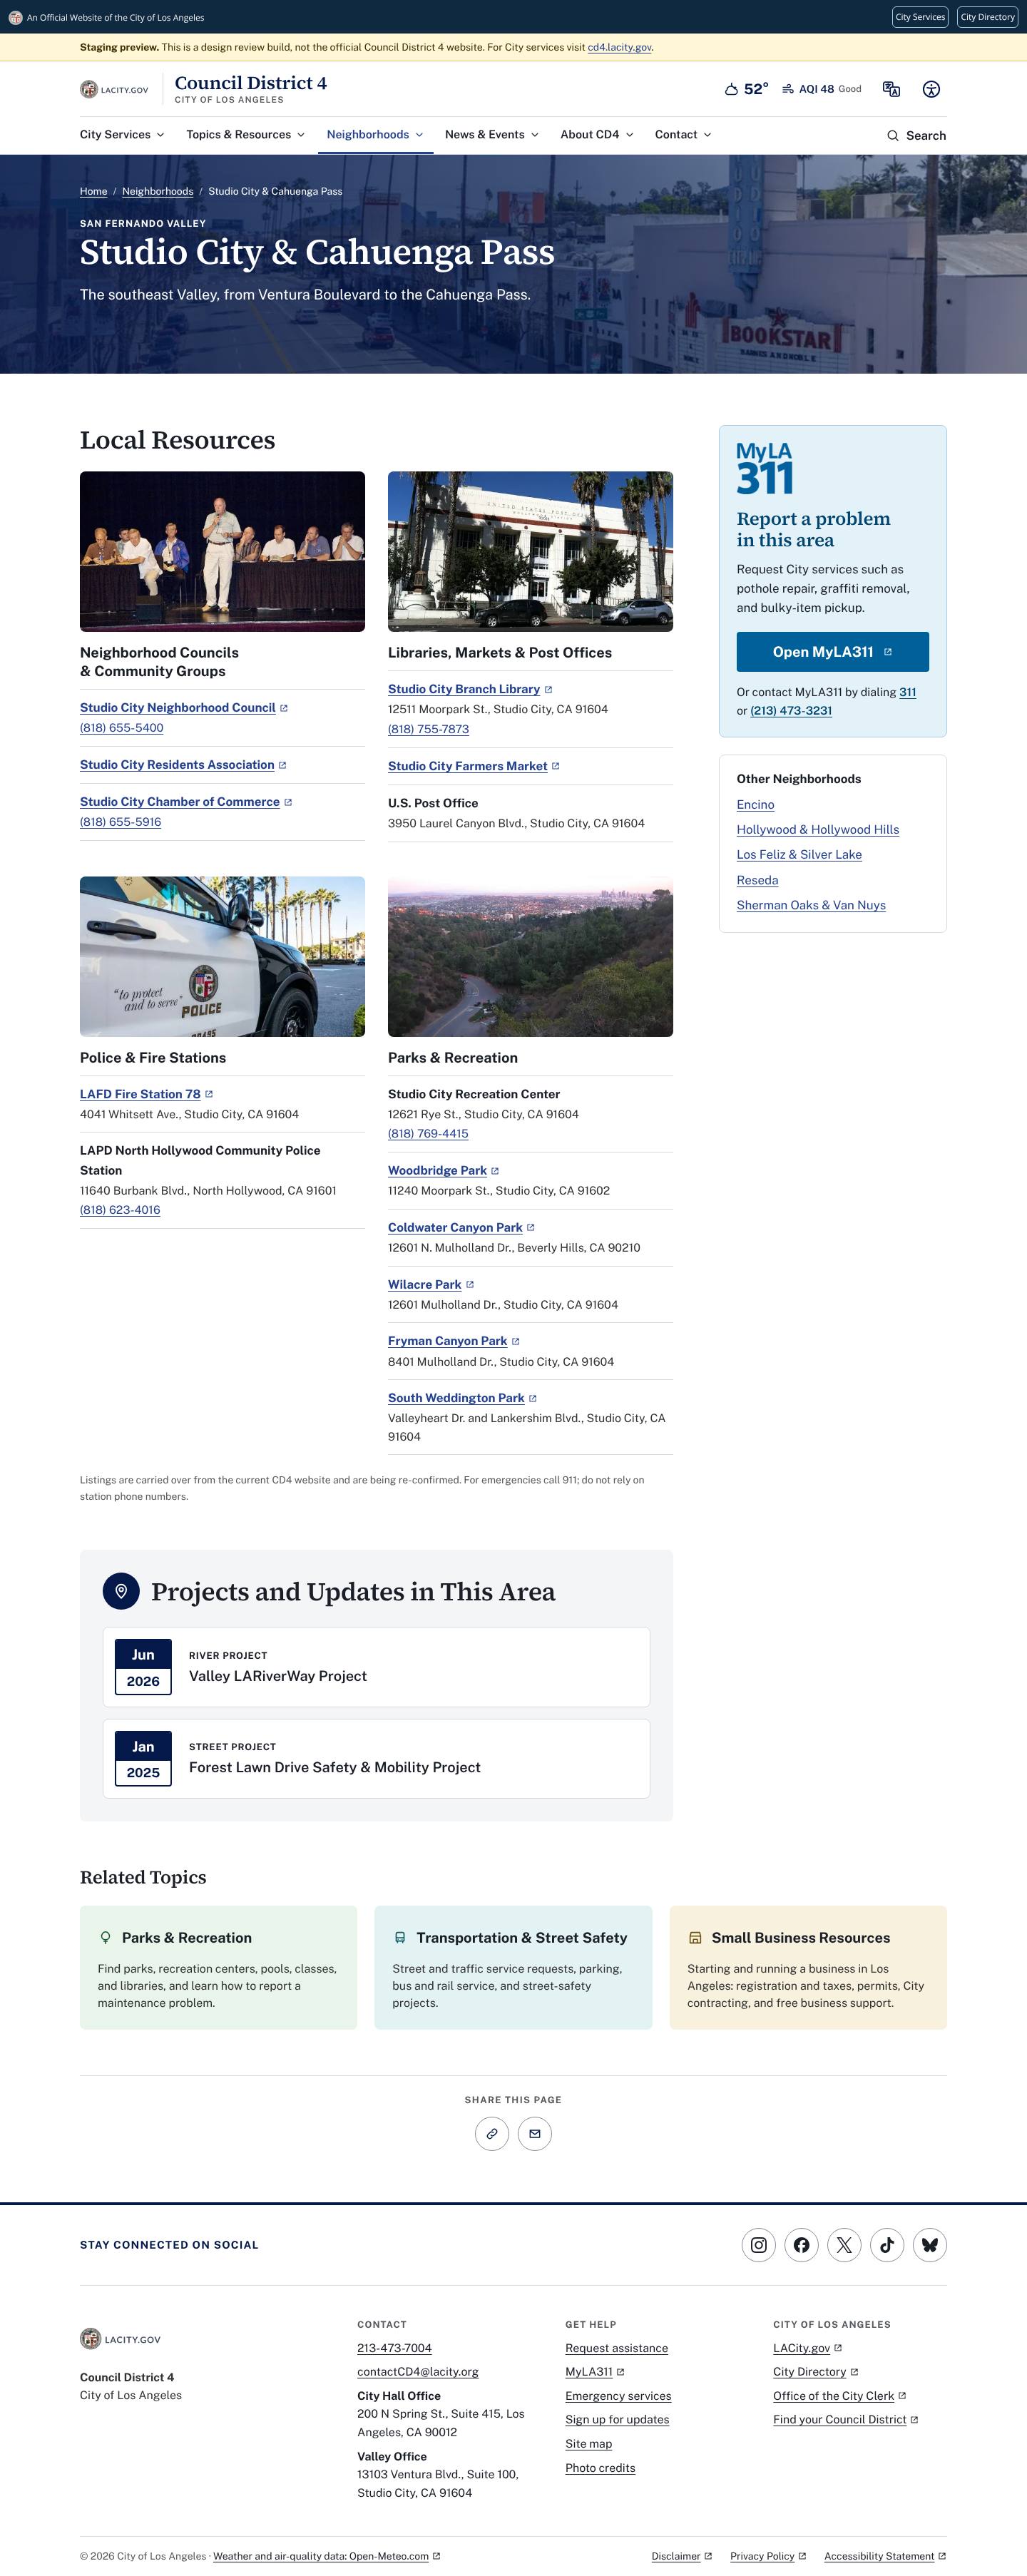 An Official Website of the City of Los Angeles
City Services
City Directory
Staging preview. This is a design review build, not the official Council District 4 website. For City services visit cd4.lacity.gov.
LACITY.GOV
Council District 4
CITY OF LOS ANGELES
52°
AQI 48 Good
City Services
Topics & Resources
Neighborhoods
News & Events
About CD4
Contact
Search
Home / Neighborhoods / Studio City & Cahuenga Pass
SAN FERNANDO VALLEY
Studio City & Cahuenga Pass
The southeast Valley, from Ventura Boulevard to the Cahuenga Pass.
BOOKSTAR
Local Resources
Neighborhood Councils
& Community Groups
Studio City Neighborhood Council
(818) 655-5400
Studio City Residents Association
Studio City Chamber of Commerce
(818) 655-5916
UNITED STATES POST OFFICE
Libraries, Markets & Post Offices
Studio City Branch Library
12511 Moorpark St., Studio City, CA 91604
(818) 755-7873
Studio City Farmers Market
U.S. Post Office
3950 Laurel Canyon Blvd., Studio City, CA 91604
"to protect
and to serve"
POLICE
Police & Fire Stations
LAFD Fire Station 78
4041 Whitsett Ave., Studio City, CA 91604
LAPD North Hollywood Community Police
Station
11640 Burbank Blvd., North Hollywood, CA 91601
(818) 623-4016
Parks & Recreation
Studio City Recreation Center
12621 Rye St., Studio City, CA 91604
(818) 769-4415
Woodbridge Park
11240 Moorpark St., Studio City, CA 91602
Coldwater Canyon Park
12601 N. Mulholland Dr., Beverly Hills, CA 90210
Wilacre Park
12601 Mulholland Dr., Studio City, CA 91604
Fryman Canyon Park
8401 Mulholland Dr., Studio City, CA 91604
South Weddington Park
Valleyheart Dr. and Lankershim Blvd., Studio City, CA
91604
Listings are carried over from the current CD4 website and are being re-confirmed. For emergencies call 911; do not rely on
station phone numbers.
MyLA
311
Report a problem
in this area
Request City services such as
pothole repair, graffiti removal,
and bulky-item pickup.
Open MyLA311
Or contact MyLA311 by dialing 311
or (213) 473-3231
Other Neighborhoods
Encino
Hollywood & Hollywood Hills
Los Feliz & Silver Lake
Reseda
Sherman Oaks & Van Nuys
Projects and Updates in This Area
Jun
2026
RIVER PROJECT
Valley LARiverWay Project
Jan
2025
STREET PROJECT
Forest Lawn Drive Safety & Mobility Project
Related Topics
Parks & Recreation
Find parks, recreation centers, pools, classes,
and libraries, and learn how to report a
maintenance problem.
Transportation & Street Safety
Street and traffic service requests, parking,
bus and rail service, and street-safety
projects.
Small Business Resources
Starting and running a business in Los
Angeles: registration and taxes, permits, City
contracting, and free business support.
SHARE THIS PAGE
STAY CONNECTED ON SOCIAL
LACITY.GOV
Council District 4
City of Los Angeles
CONTACT
213-473-7004
contactCD4@lacity.org
City Hall Office
200 N Spring St., Suite 415, Los
Angeles, CA 90012
Valley Office
13103 Ventura Blvd., Suite 100,
Studio City, CA 91604
GET HELP
Request assistance
MyLA311
Emergency services
Sign up for updates
Site map
Photo credits
CITY OF LOS ANGELES
LACity.gov
City Directory
Office of the City Clerk
Find your Council District
© 2026 City of Los Angeles · Weather and air-quality data: Open-Meteo.com
Disclaimer
Privacy Policy
Accessibility Statement